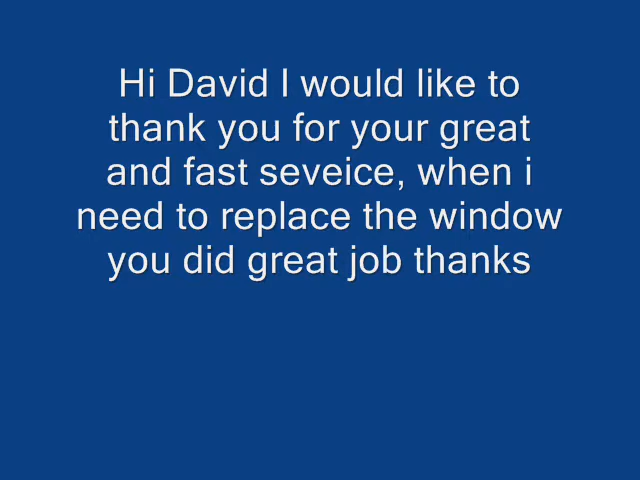 Hi David I would like to
thank you for your great
and fast seveice, when i
need to replace the window
you did great job thanks